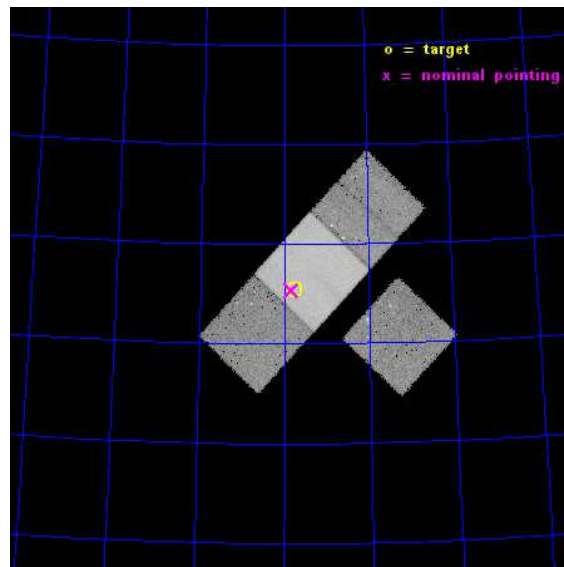 o = target
x = nominal pointing